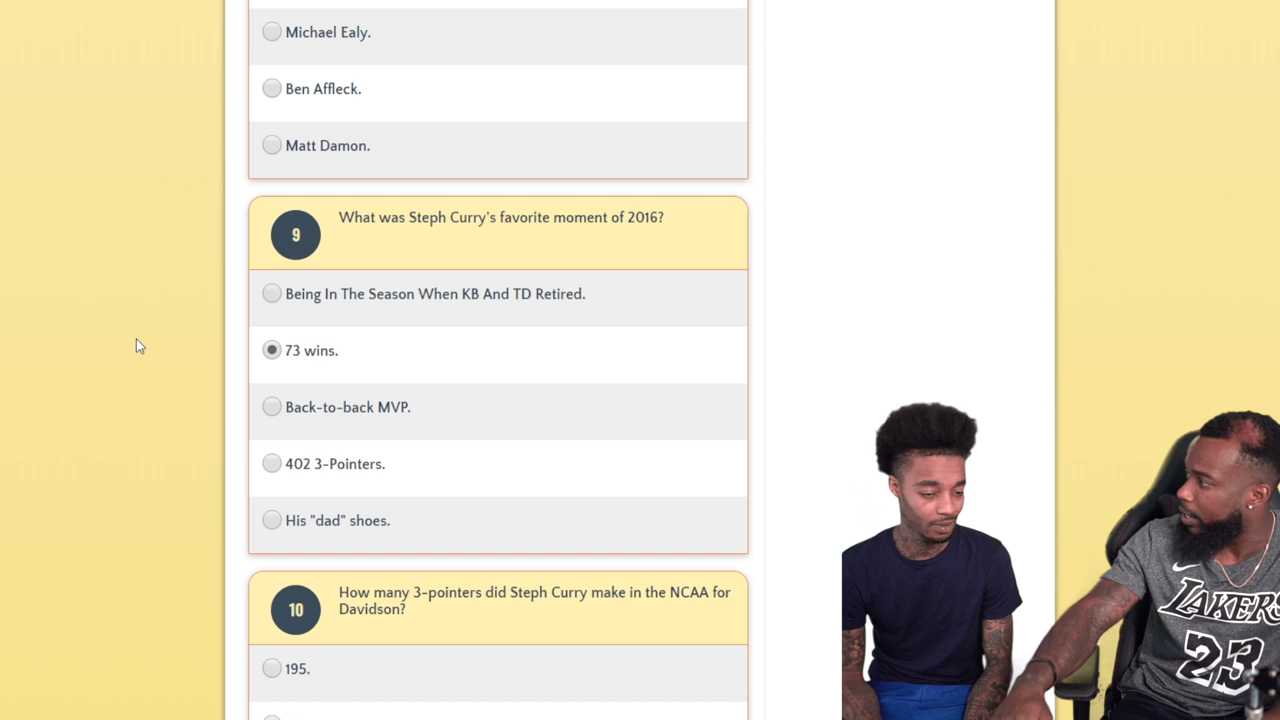 Michael Ealy.
Ben Affleck.
Matt Damon.
9
What was Steph Curry's favorite moment of 2016?
Being In The Season When KB And TD Retired.
73 wins.
Back-to-back MVP.
402 3-Pointers.
His "dad" shoes.
10
How many 3-pointers did Steph Curry make in the NCAA for
Davidson?
195.
LAKERS
23